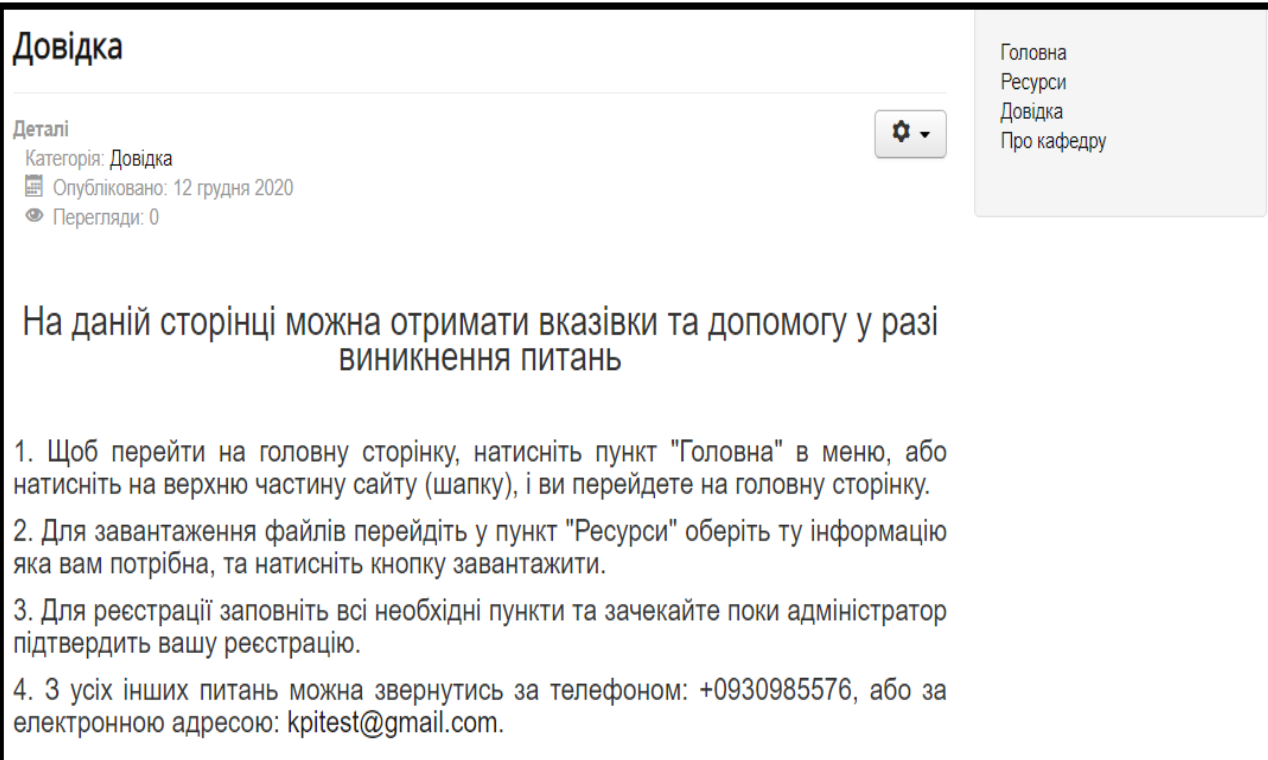 Довідка
Деталі
Категорія: Довідка
Опубліковано: 12 грудня 2020
Перегляди: 0
На даній сторінці можна отримати вказівки та допомогу у разі
виникнення питань
1. Щоб перейти на головну сторінку, натисніть пункт "Головна" в меню, або
натисніть на верхню частину сайту (шапку), і ви перейдете на головну сторінку.
2. Для завантаження файлів перейдіть у пункт "Ресурси" оберіть ту інформацію
яка вам потрібна, та натисніть кнопку завантажити.
3. Для реєстрації заповніть всі необхідні пункти та зачекайте поки адміністратор
підтвердить вашу реєстрацію.
4. З усіх інших питань можна звернутись за телефоном: +0930985576, або за
електронною адресою: kpitest@gmail.com.
Головна
Ресурси
Довідка
Про кафедру